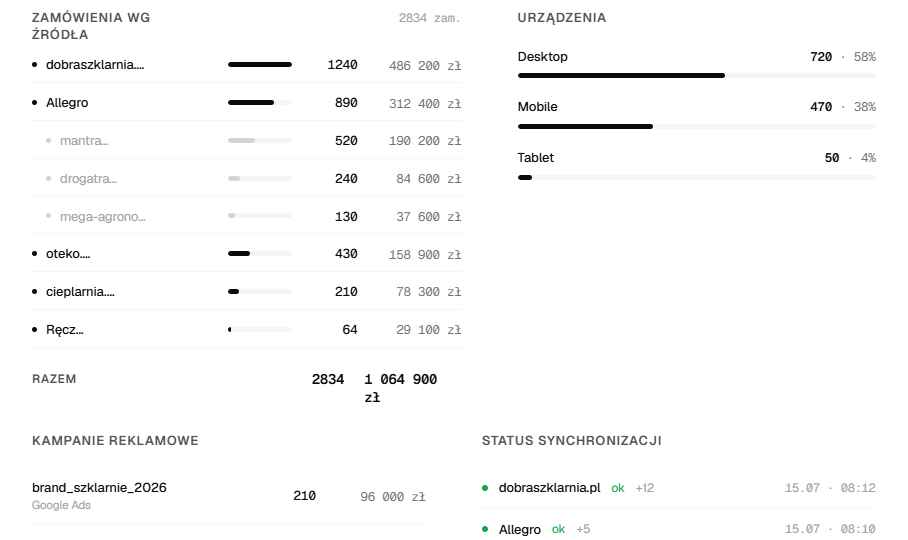 ZAMÓWIENIA WG
ŹRÓDŁA
2834 zam.
dobraszklarnia.... 1240 486 200 zł
Allegro 890 312 400 zł
mantra... 520 190 200 zł
drogatra... 240 84 600 zł
mega-agrono... 130 37 600 zł
oteko.... 430 158 900 zł
cieplarnia.... 210 78 300 zł
Ręcz... 64 29 100 zł
RAZEM 2834 1 064 900
zł
URZĄDZENIA
Desktop 720 · 58%
Mobile 470 · 38%
Tablet 50 · 4%
KAMPANIE REKLAMOWE
brand_szklarnie_2026
Google Ads
210 96 000 zł
STATUS SYNCHRONIZACJI
dobraszklarnia.pl ok +12 15.07 · 08:12
Allegro ok +5 15.07 · 08:10